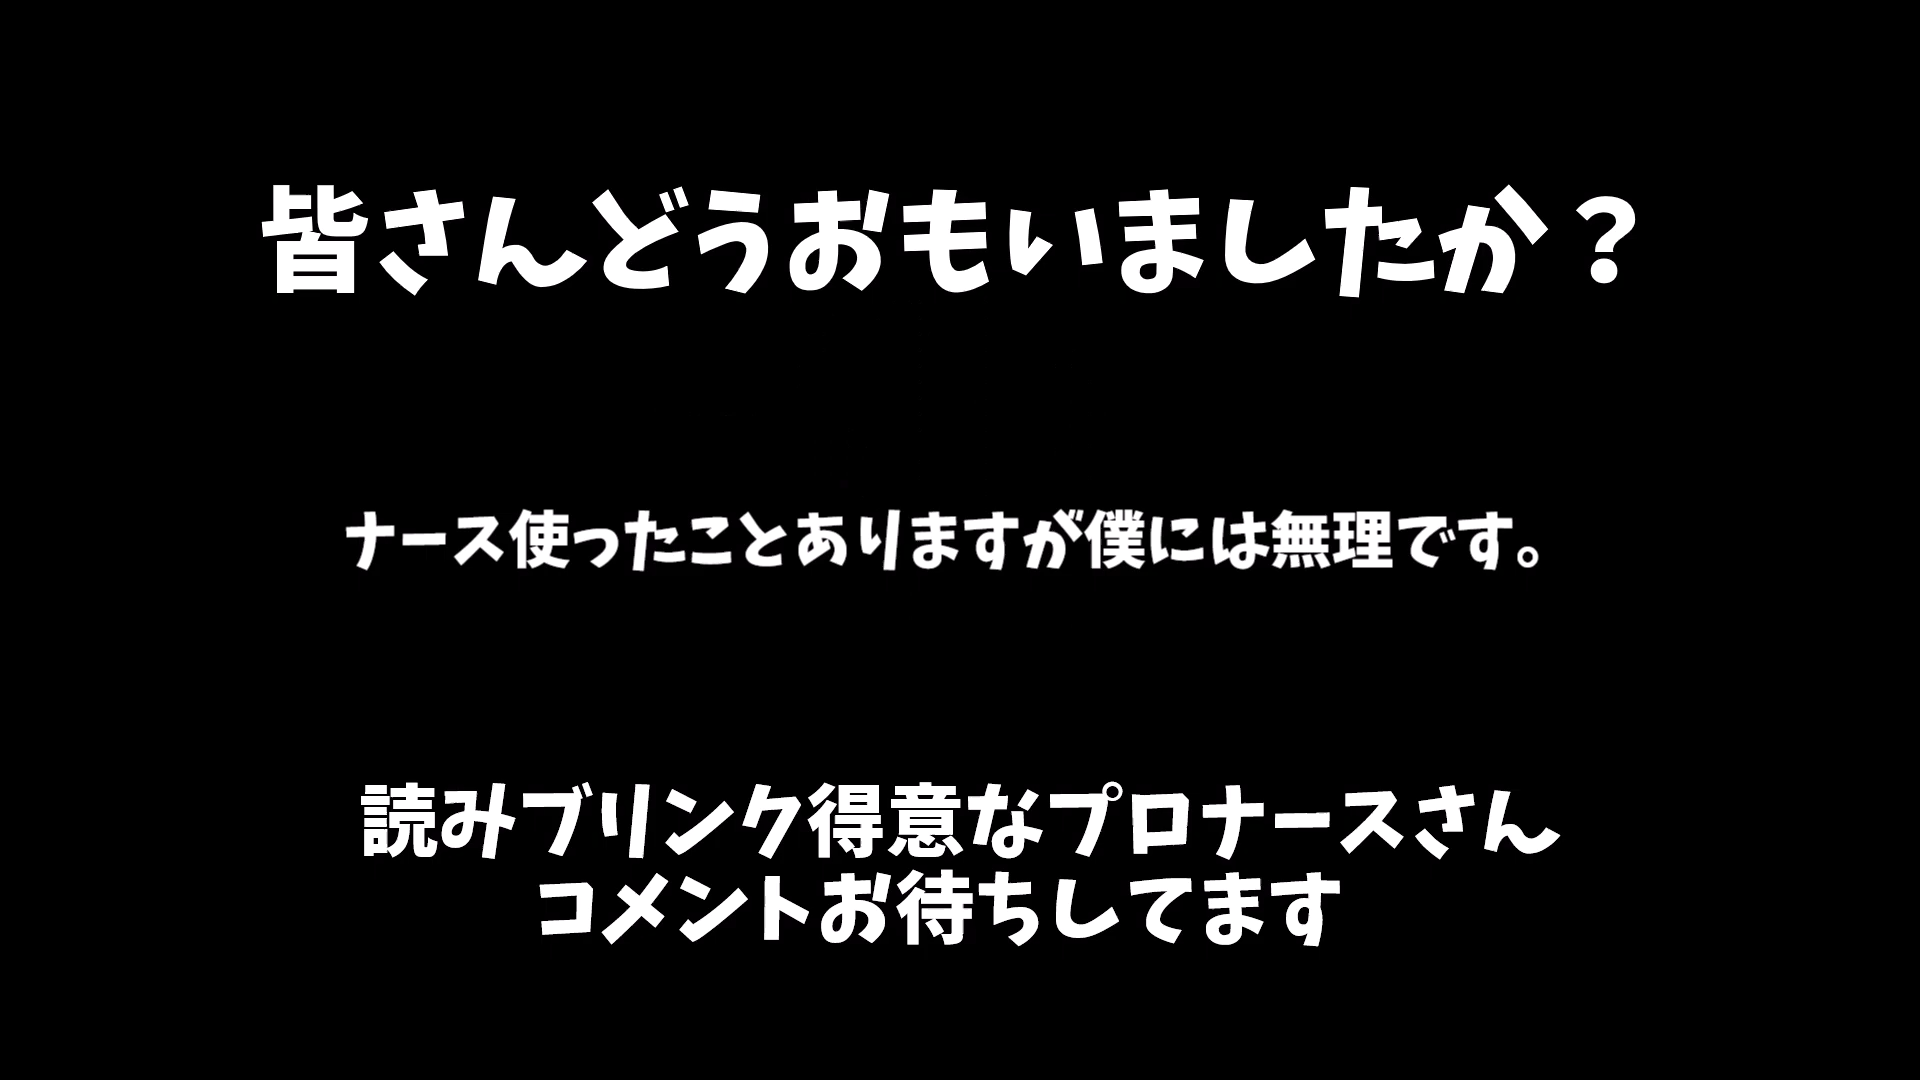 皆さんどうおもいましたか？
ナース使ったことありますが僕には無理です。
読みブリンク得意なプロナースさん
コメントお待ちしてます